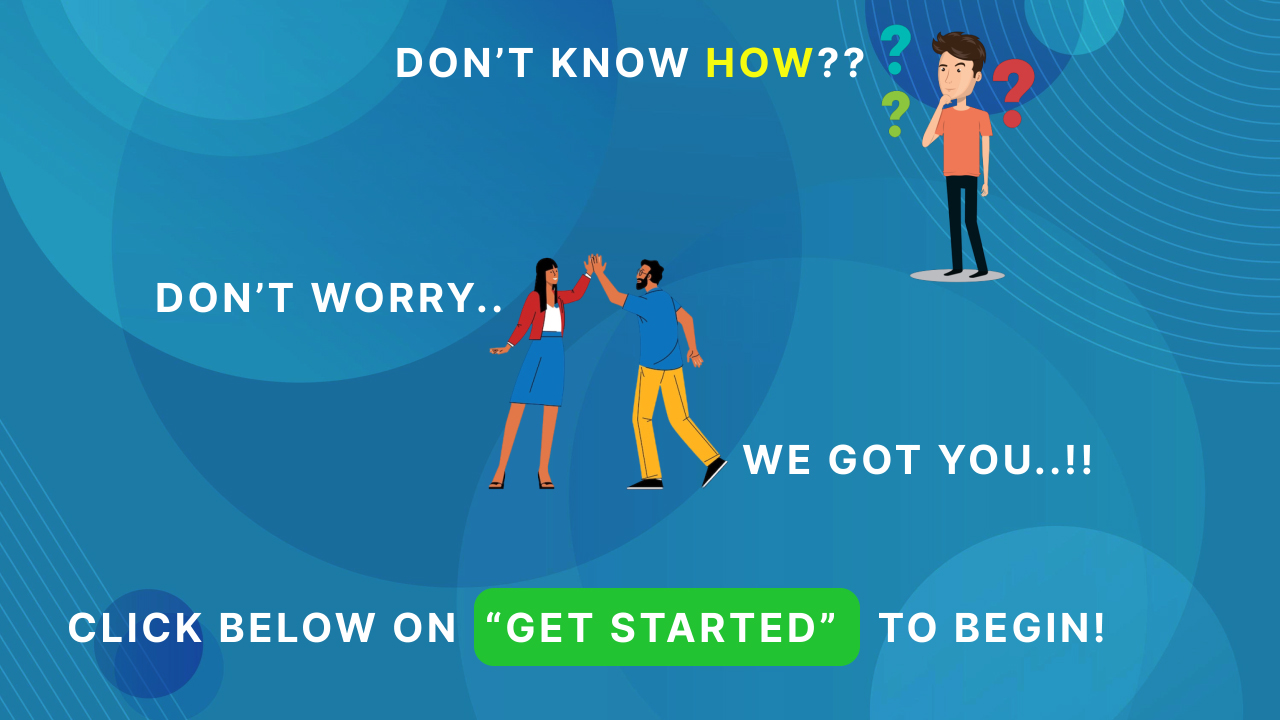 DON’T KNOW HOW??
DON’T WORRY..
WE GOT YOU..!!
CLICK BELOW ON “GET STARTED” TO BEGIN!